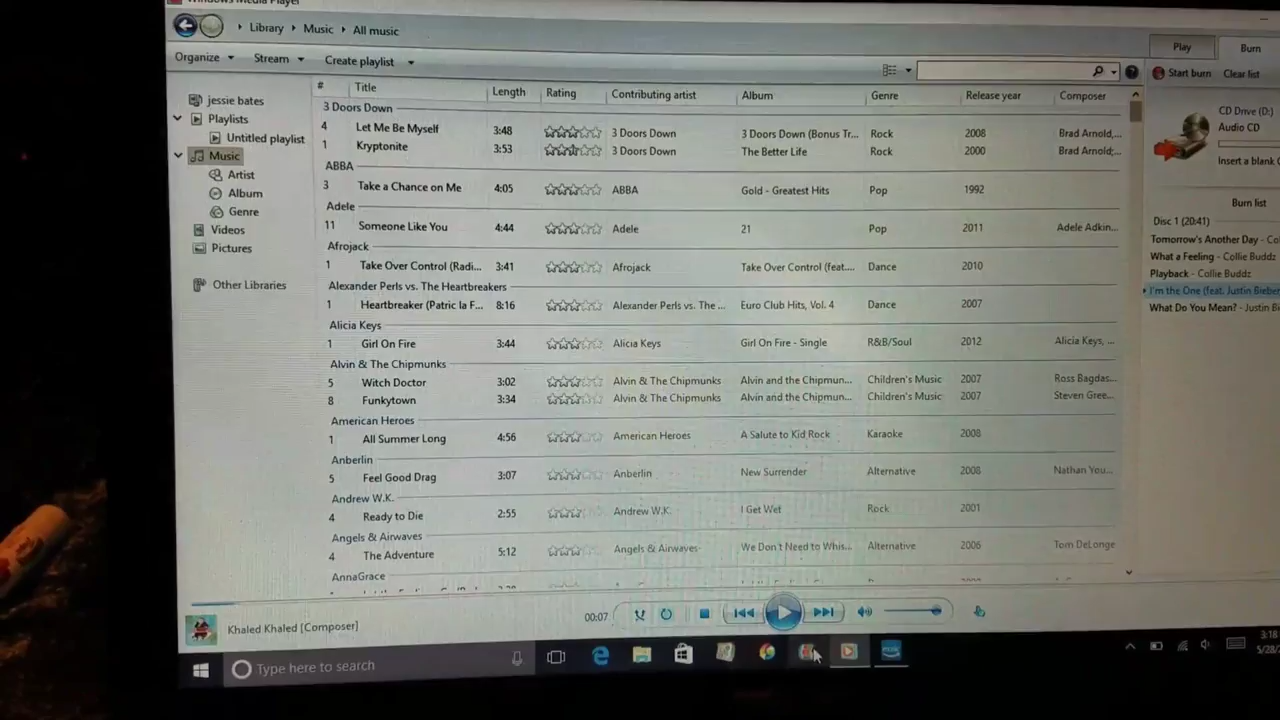 Windows Media Player
Library Music All music
Play Burn
Organize Stream Create playlist
Start burn Clear list
# Title Length Rating Contributing artist Album Genre Release year Composer
jessie bates
Playlists
Untitled playlist
Music
Artist
Album
Genre
Videos
Pictures
Other Libraries
3 Doors Down
4 Let Me Be Myself 3:48 3 Doors Down 3 Doors Down (Bonus Tr... Rock 2008 Brad Arnold,...
1 Kryptonite 3:53 3 Doors Down The Better Life Rock 2000 Brad Arnold;...
ABBA
3 Take a Chance on Me 4:05 ABBA Gold - Greatest Hits Pop 1992
Adele
11 Someone Like You 4:44 Adele 21 Pop 2011 Adele Adkin...
Afrojack
1 Take Over Control (Radi... 3:41 Afrojack Take Over Control (feat.... Dance 2010
Alexander Perls vs. The Heartbreakers
1 Heartbreaker (Patric la F... 8:16 Alexander Perls vs. The ... Euro Club Hits, Vol. 4 Dance 2007
Alicia Keys
1 Girl On Fire 3:44 Alicia Keys Girl On Fire - Single R&B/Soul 2012 Alicia Keys, ...
Alvin & The Chipmunks
5 Witch Doctor 3:02 Alvin & The Chipmunks Alvin and the Chipmun... Children's Music 2007 Ross Bagdas...
8 Funkytown 3:34 Alvin & The Chipmunks Alvin and the Chipmun... Children's Music 2007 Steven Gree...
American Heroes
1 All Summer Long 4:56 American Heroes A Salute to Kid Rock Karaoke 2008
Anberlin
5 Feel Good Drag 3:07 Anberlin New Surrender Alternative 2008 Nathan You...
Andrew W.K.
4 Ready to Die 2:55 Andrew W.K. I Get Wet Rock 2001
Angels & Airwaves
4 The Adventure 5:12 Angels & Airwaves We Don't Need to Whis... Alternative 2006 Tom DeLonge
AnnaGrace
CD Drive (D:)
Audio CD
Insert a blank
Burn list
Disc 1 (20:41)
Tomorrow's Another Day - Co
What a Feeling - Collie Buddz
Playback - Collie Buddz
I'm the One (feat. Justin Bieber
What Do You Mean? - Justin B
Khaled Khaled [Composer]
00:07
Type here to search
3:18
5/28/2